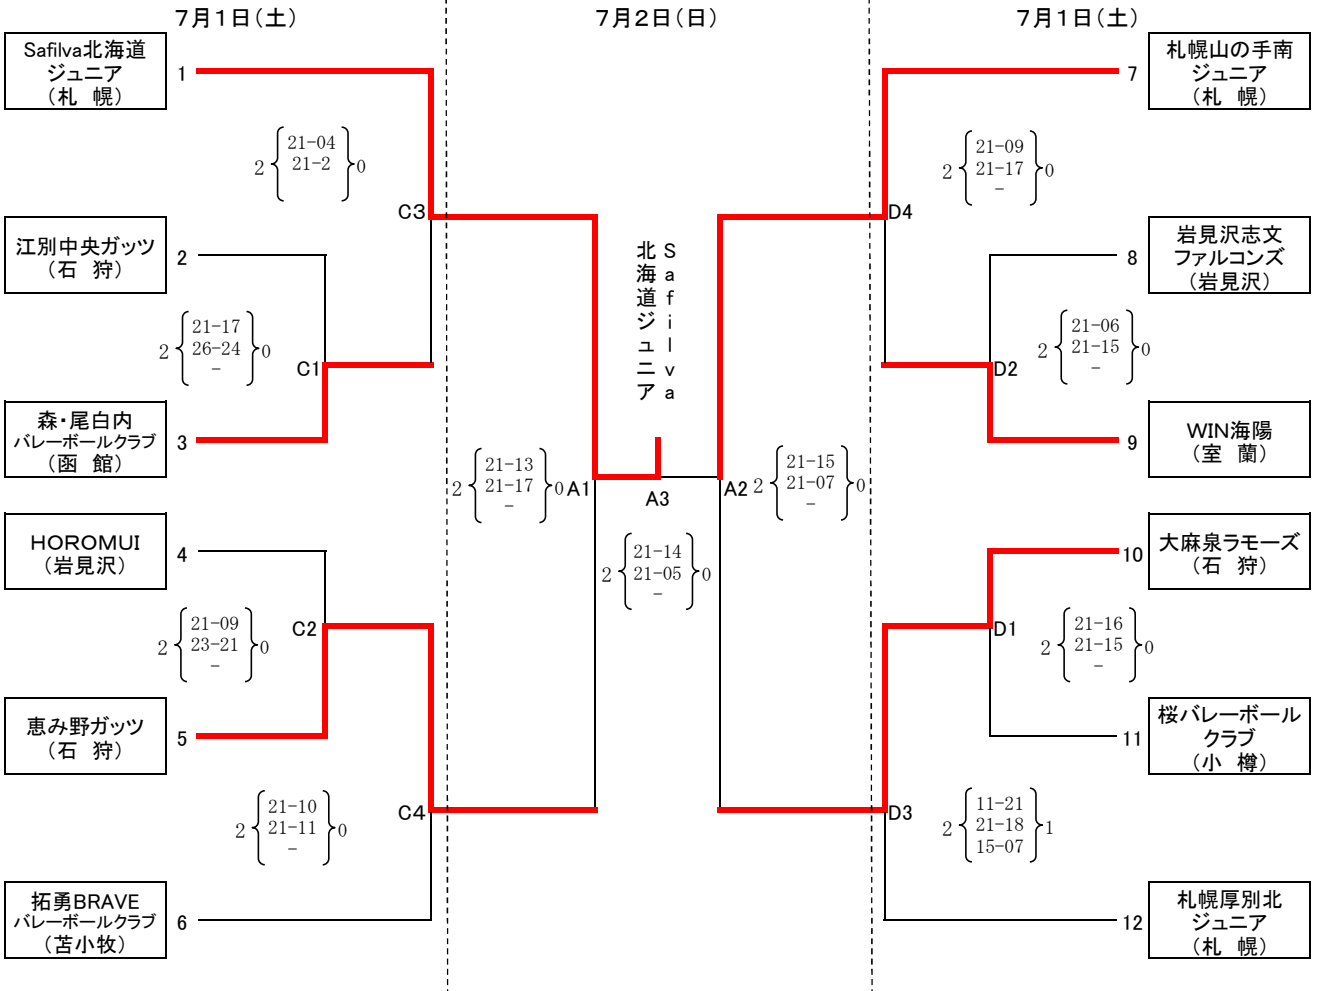 7月1日（土）
7月2日（日）
7月1日（土）
Safilva北海道
ジュニア
（札　幌）
1
2
21-04
21-2
0
C3
江別中央ガッツ
（石　狩）
2
2
21-17
26-24
-
0
C1
森・尾白内
バレーボールクラブ
（函　館）
3
HOROMUI
（岩見沢）
4
2
21-09
23-21
-
0
C2
恵み野ガッツ
（石　狩）
5
2
21-10
21-11
-
0
C4
拓勇BRAVE
バレーボールクラブ
（苫小牧）
6
Safilva
北海道ジュニア
2
21-13
21-17
-
0
A1
A3
2
21-14
21-05
-
0
A2
2
21-15
21-07
-
0
7
札幌山の手南
ジュニア
（札　幌）
2
21-09
21-17
-
0
D4
8
岩見沢志文
ファルコンズ
（岩見沢）
2
21-06
21-15
-
0
D2
9
WIN海陽
（室　蘭）
10
大麻泉ラモーズ
（石　狩）
D1
2
21-16
21-15
-
0
11
桜バレーボール
クラブ
（小　樽）
D3
2
11-21
21-18
15-07
1
12
札幌厚別北
ジュニア
（札　幌）